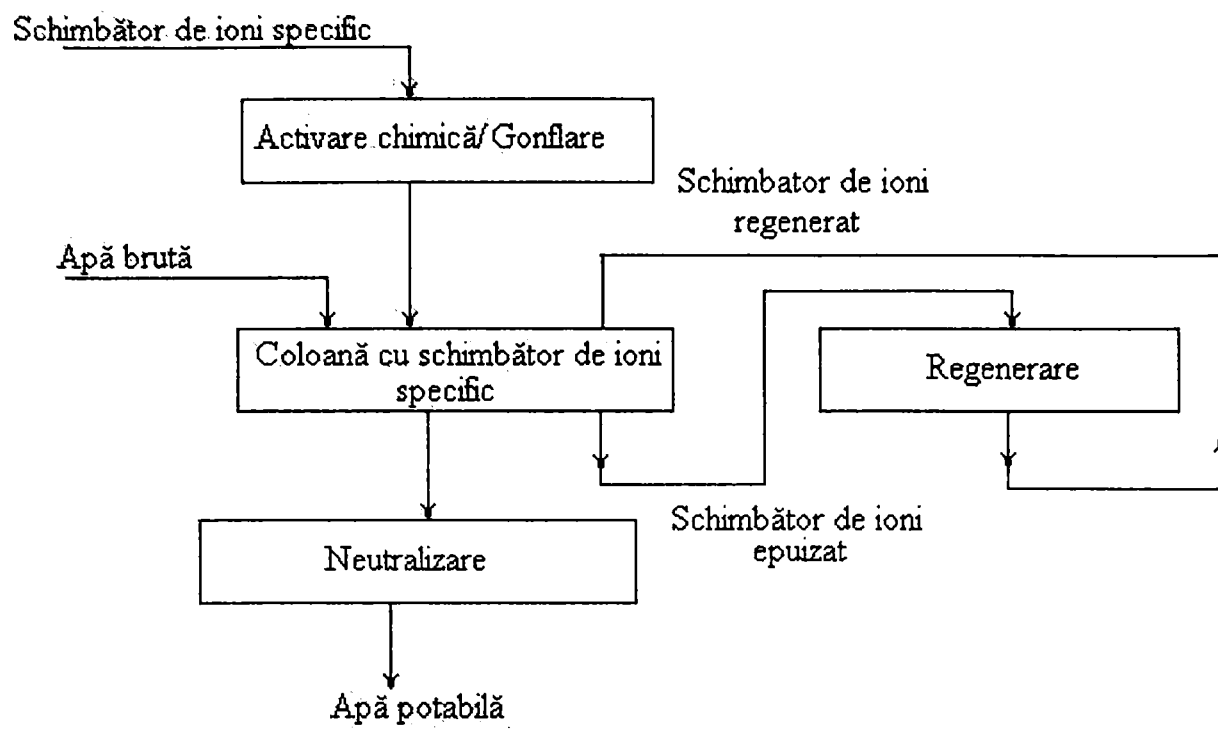 Schimbător de ioni specific
Activare chimică/ Gonflare
Schimbator de ioni
regenerat
Apă brută
Coloană cu schimbător de ioni
specific
Regenerare
Schimbător de ioni
epuizat
Neutralizare
Apă potabilă